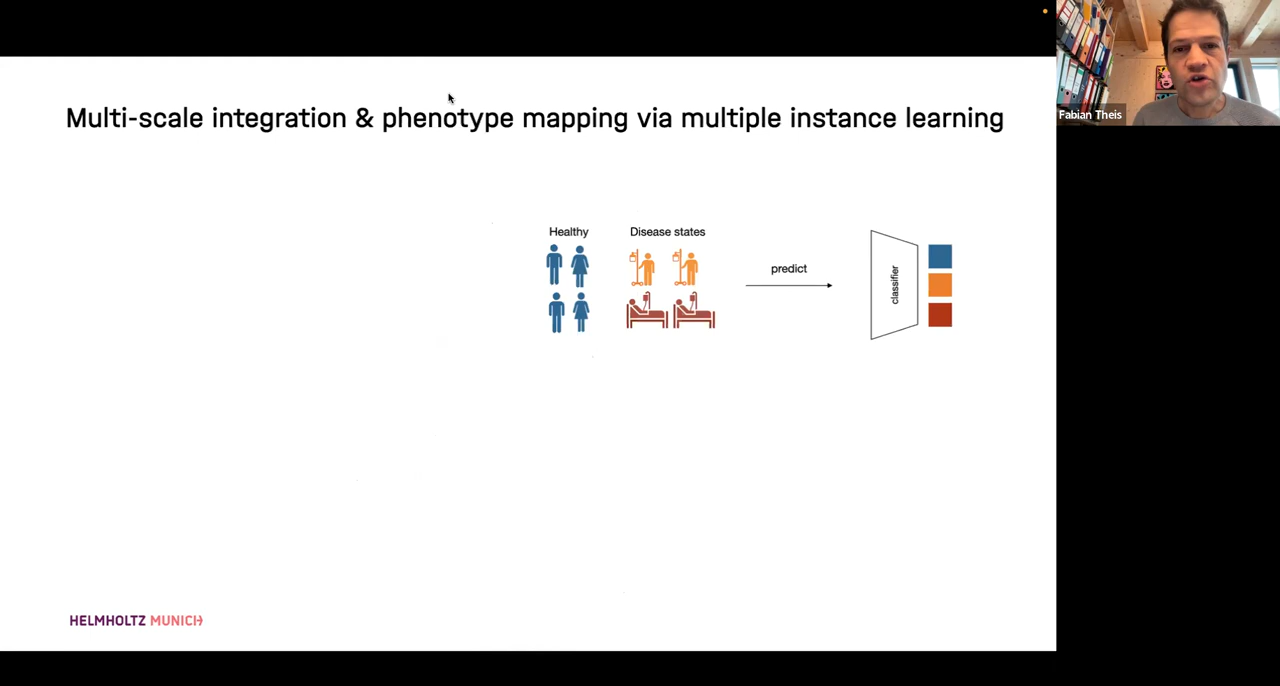 Multi-scale integration & phenotype mapping via multiple instance learning
Fabian Theis
Healthy
Disease states
predict
classifier
HELMHOLTZ MUNICH